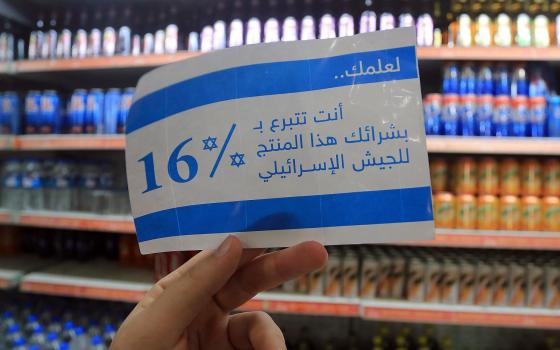 لعلمك..
أنت تتبرع بـ
بشرائك هذا المنتج
للجيش الإسرائيلي
16%